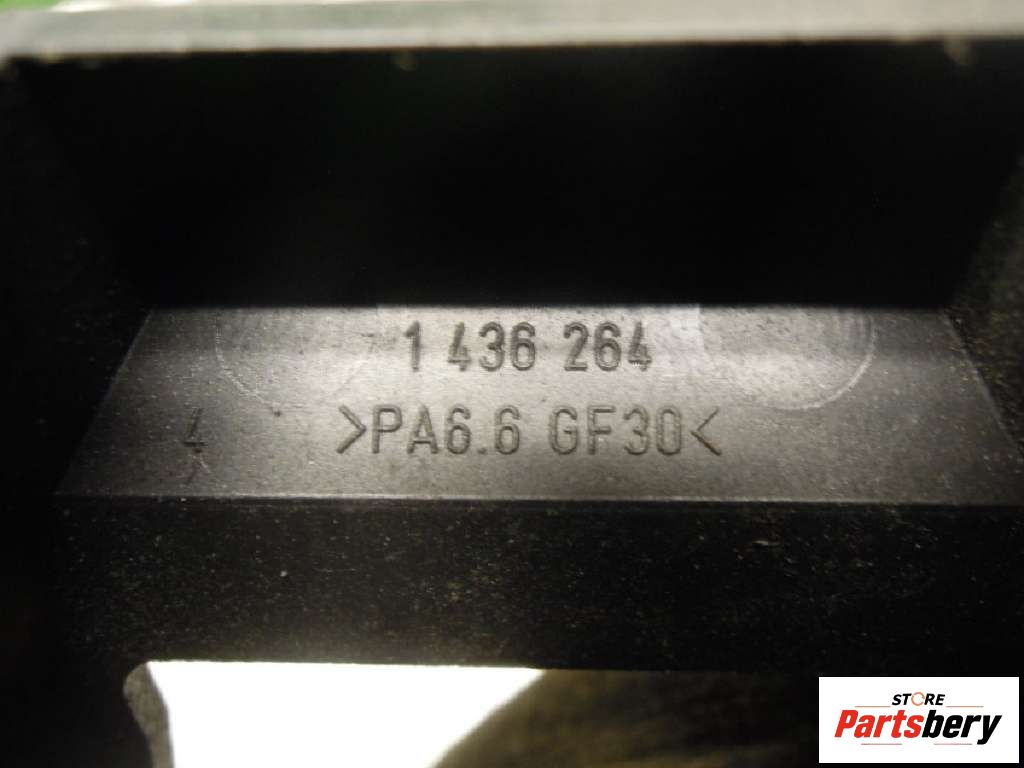 1 436 264
4
>PA6.6 GF30<
STORE
Partsbery